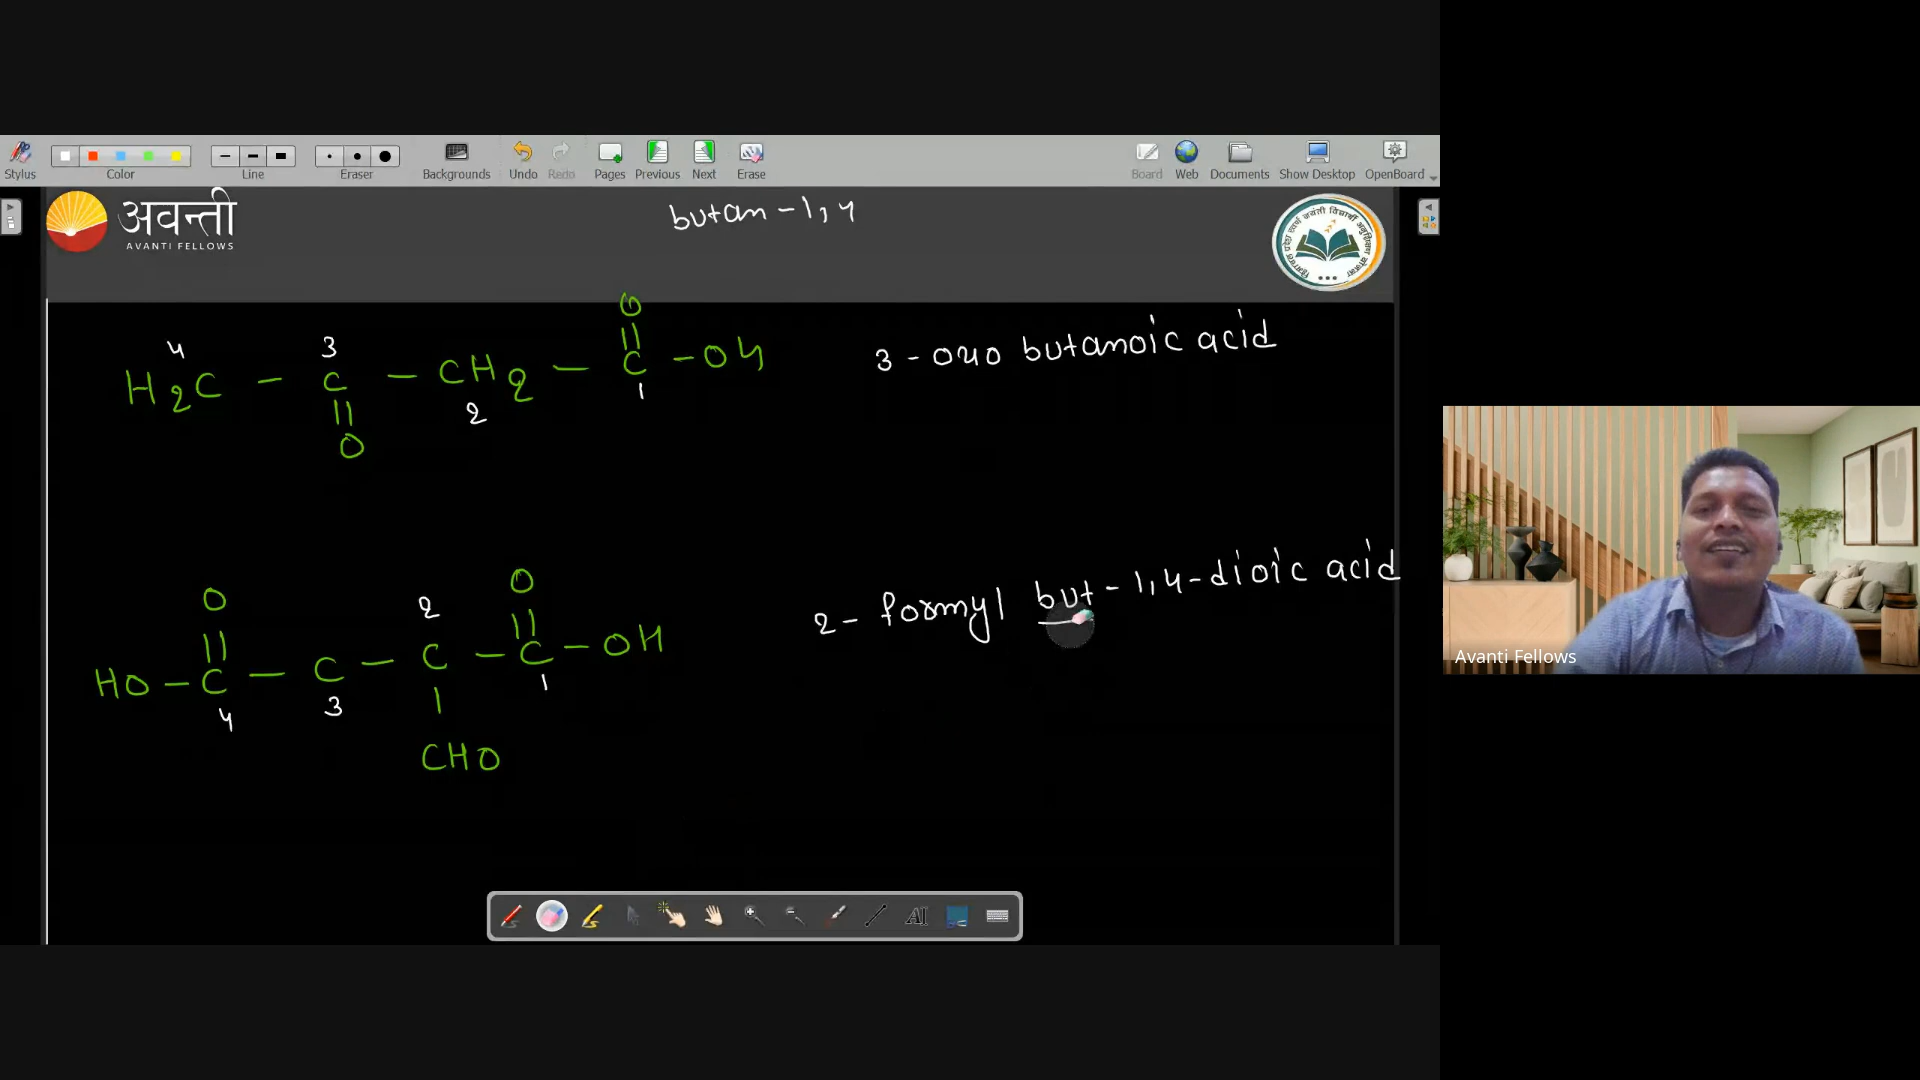 Stylus
Color
Line
Eraser
Backgrounds
Undo
Redo
Pages
Previous
Next
Erase
Board
Web
Documents
Show Desktop
OpenBoard
अवन्ती
AVANTI FELLOWS
butan - 1, 4
4 3 O
H2C - C - CH2 - C - OH
O 2 1
3 - oxo butanoic acid
O 2 O
HO - C - C - C - C - OH
4 3 1
CHO
2 - formyl but - 1, 4 - dioic acid
Avanti Fellows
AI